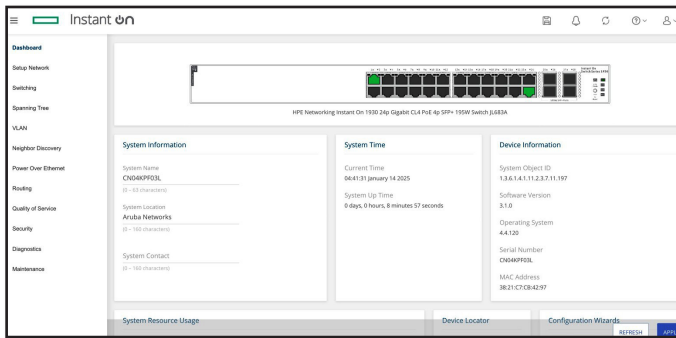 Instant on
Dashboard
Setup Network
Switching
Spanning Tree
VLAN
Neighbor Discovery
Power Over Ethernet
Routing
Quality of Service
Security
Diagnostics
Maintenance
HPE Networking Instant On 1930 24p Gigabit CL4 PoE 4p SFP+ 195W Switch JL683A
System Information
System Name
CN04KPF03L
(0 – 63 characters)
System Location
Aruba Networks
(0 – 160 characters)
System Contact
(0 – 160 characters)
System Time
Current Time
04:41:31 January 14 2025
System Up Time
0 days, 0 hours, 8 minutes 57 seconds
Device Information
System Object ID
1.3.6.1.4.1.11.2.3.7.11.197
Software Version
3.1.0
Operating System
4.4.120
Serial Number
CN04KPF03L
MAC Address
38:21:C7:CB:42:97
System Resource Usage
Device Locator
Configuration Wizards
REFRESH
APPL